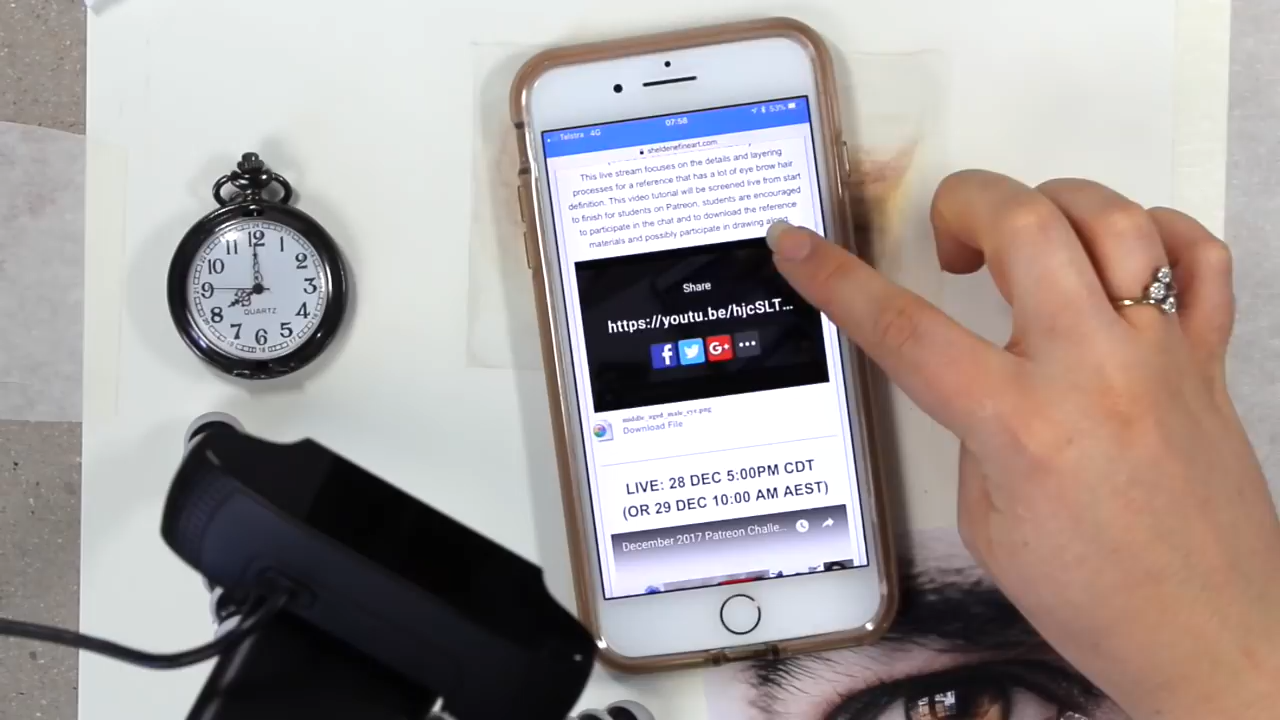 Telstra 4G 07:58 53%
sheldenefineart.com
This live stream focuses on the details and layering
processes for a reference that has a lot of eye brow hair
definition. This video tutorial will be screened live from start
to finish for students on Patreon, students are encouraged
to participate in the chat and to download the reference
materials and possibly participate in drawing along.
Share
https://youtu.be/hjcSLT...
f G+ •••
middle_aged_male_eye.png
Download File
LIVE: 28 DEC 5:00PM CDT
(OR 29 DEC 10:00 AM AEST)
December 2017 Patreon Challe...
24
12
11 1
10 2
9
8 4
7 5
6
QUARTZ